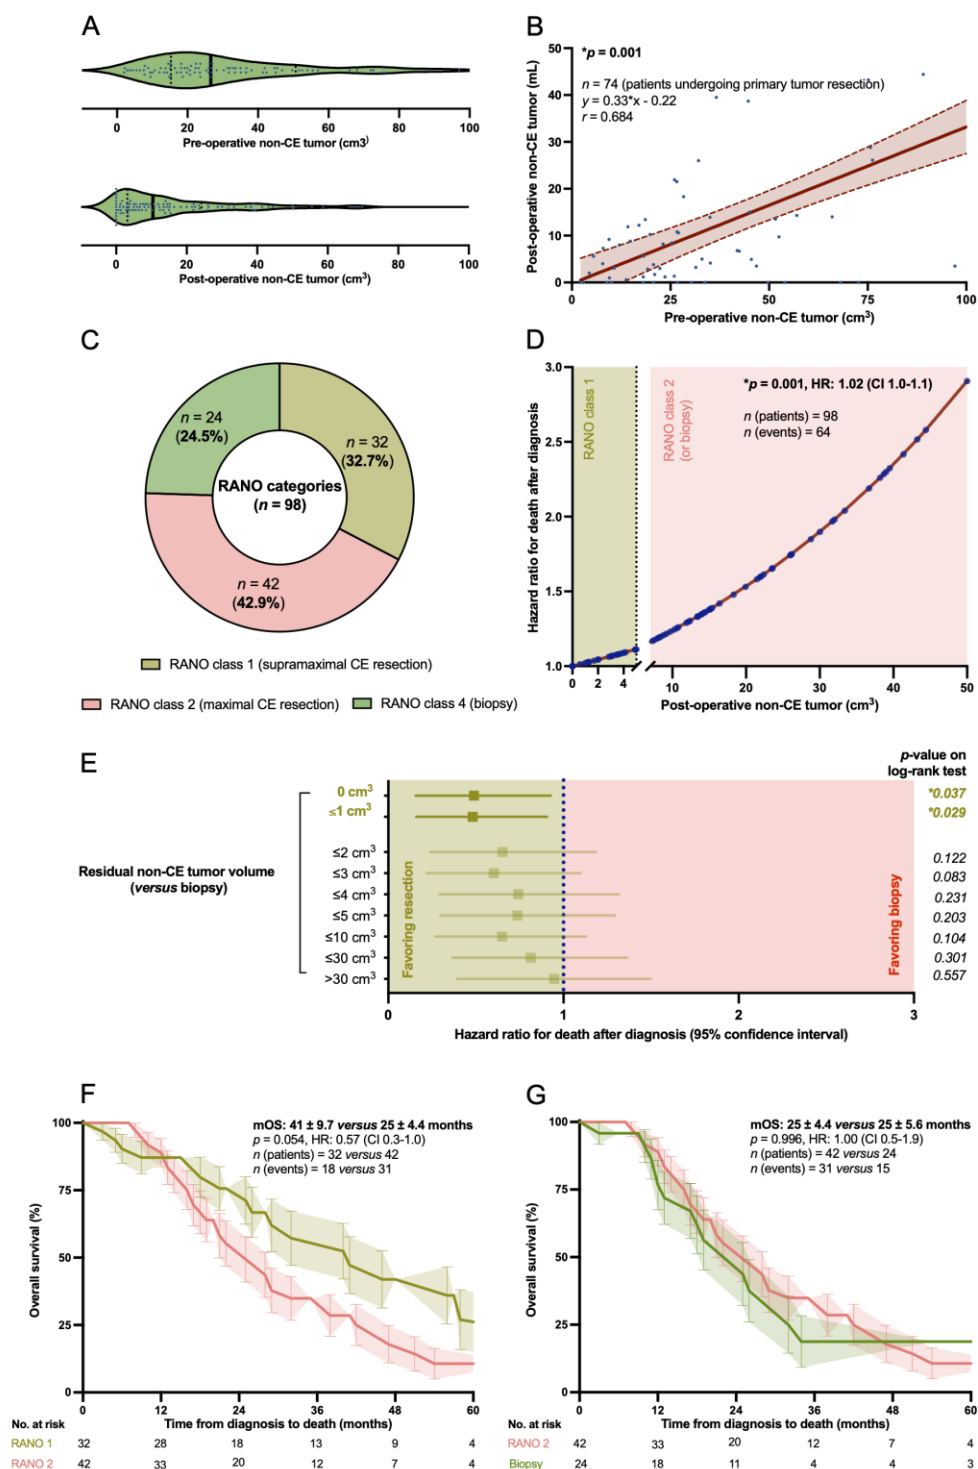 A
0 20 40 60 80 100
Pre-operative non-CE tumor (cm³)
0 20 40 60 80 100
Post-operative non-CE tumor (cm³)
B
*p = 0.001
n = 74 (patients undergoing primary tumor resection)
y = 0.33*x - 0.22
r = 0.684
Post-operative non-CE tumor (mL)
50
40
30
20
10
0
0 25 50 75 100
Pre-operative non-CE tumor (cm³)
C
n = 24
(24.5%)
n = 32
(32.7%)
RANO categories
(n = 98)
n = 42
(42.9%)
RANO class 1 (supramaximal CE resection)
RANO class 2 (maximal CE resection)
RANO class 4 (biopsy)
D
Hazard ratio for death after diagnosis
3.0
2.5
2.0
1.5
1.0
RANO class 1
RANO class 2
(or biopsy)
*p = 0.001, HR: 1.02 (CI 1.0-1.1)
n (patients) = 98
n (events) = 64
0 2 4 10 20 30 40 50
Post-operative non-CE tumor (cm³)
E
p-value on
log-rank test
Residual non-CE tumor volume
(versus biopsy)
0 cm³ *0.037
≤1 cm³ *0.029
≤2 cm³ 0.122
≤3 cm³ 0.083
≤4 cm³ 0.231
≤5 cm³ 0.203
≤10 cm³ 0.104
≤30 cm³ 0.301
>30 cm³ 0.557
Favoring resection
Favoring biopsy
0 1 2 3
Hazard ratio for death after diagnosis (95% confidence interval)
F
mOS: 41 ± 9.7 versus 25 ± 4.4 months
p = 0.054, HR: 0.57 (CI 0.3-1.0)
n (patients) = 32 versus 42
n (events) = 18 versus 31
Overall survival (%)
100
75
50
25
0
0 12 24 36 48 60
No. at risk
Time from diagnosis to death (months)
RANO 1 32 28 18 13 9 4
RANO 2 42 33 20 12 7 4
G
mOS: 25 ± 4.4 versus 25 ± 5.6 months
p = 0.996, HR: 1.00 (CI 0.5-1.9)
n (patients) = 42 versus 24
n (events) = 31 versus 15
Overall survival (%)
100
75
50
25
0
0 12 24 36 48 60
No. at risk
Time from diagnosis to death (months)
RANO 2 42 33 20 12 7 4
Biopsy 24 18 11 4 4 3